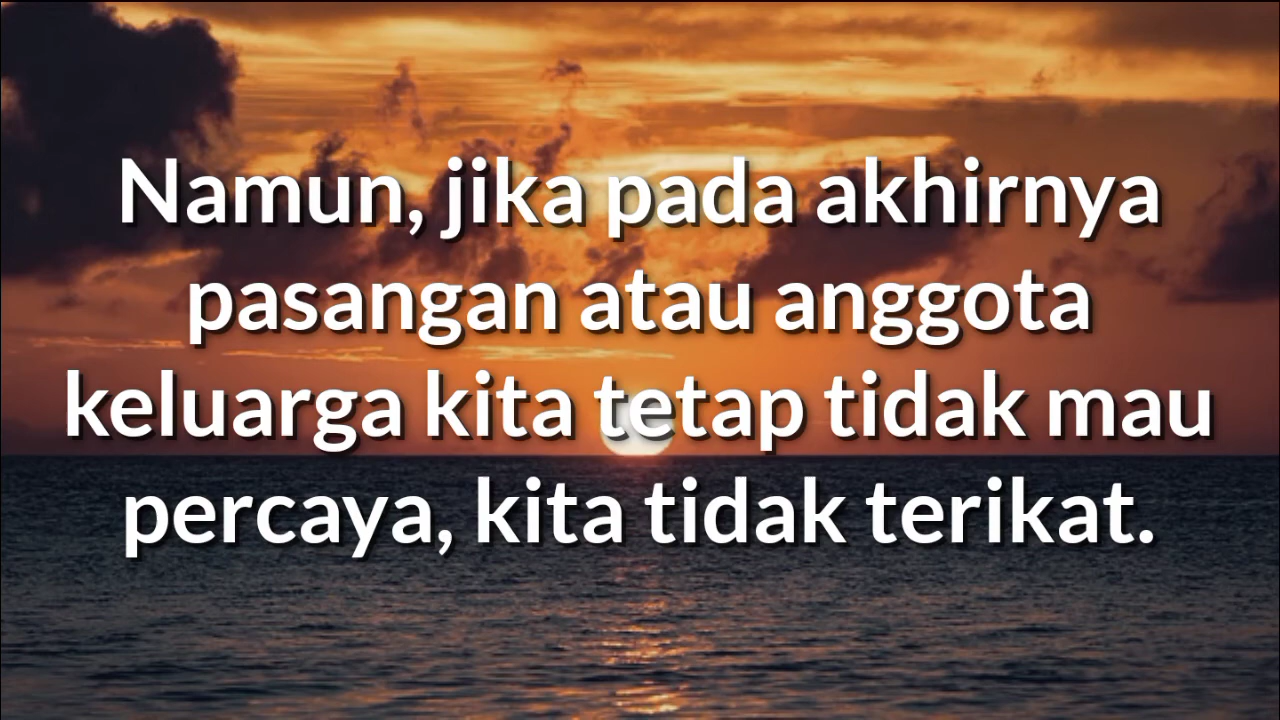 Namun, jika pada akhirnya
pasangan atau anggota
keluarga kita tetap tidak mau
percaya, kita tidak terikat.